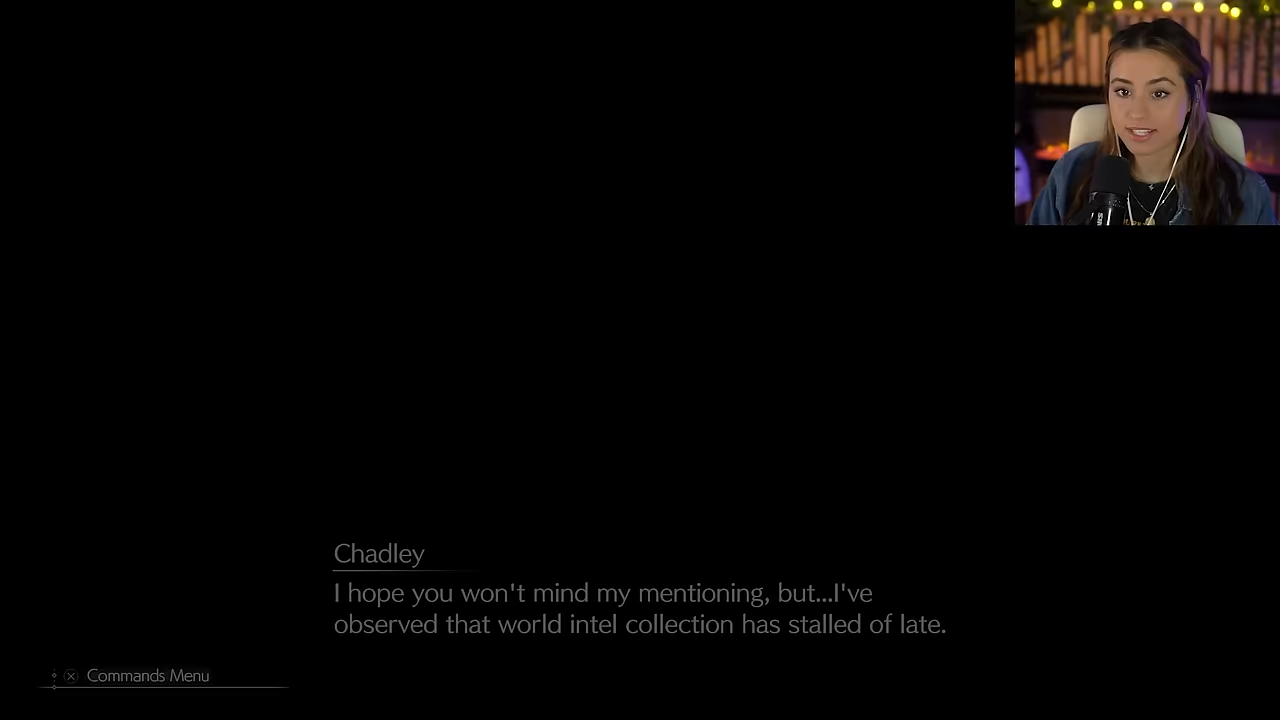 Chadley
I hope you won't mind my mentioning, but...I've
observed that world intel collection has stalled of late.
Commands Menu